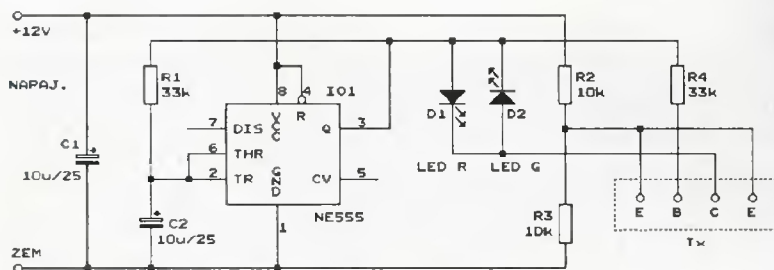 +12V
NAPAJ.
C1
10u/25
ZEM
R1
33k
C2
10u/25
8
4
IO1
VCC
R
7
DIS
Q
3
6
THR
2
TR
GND
CV
5
1
NE555
D1
D2
LED R
LED G
R2
10k
R3
10k
R4
33k
E
B
C
E
Tx